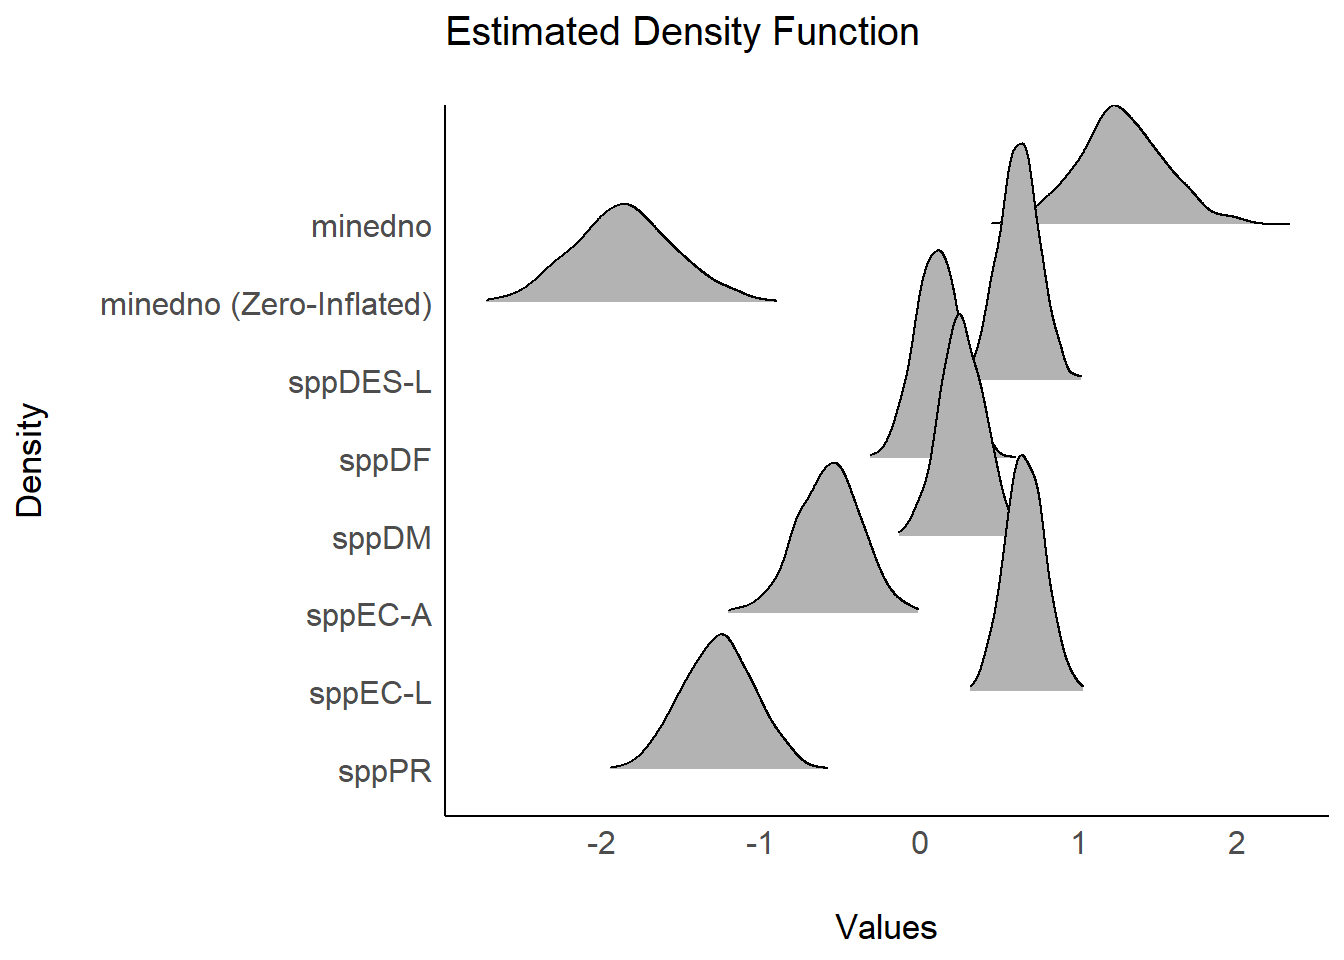 Estimated Density Function
minedno
minedno (Zero-Inflated)
sppDES-L
sppDF
sppDM
sppEC-A
sppEC-L
sppPR
Density
-2 -1 0 1 2
Values